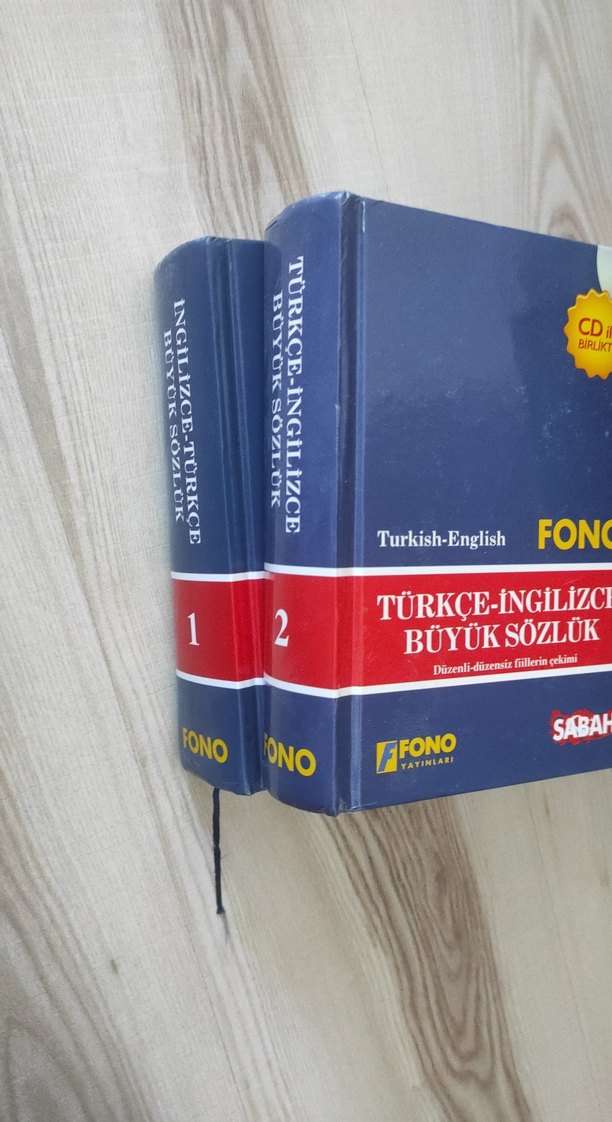 İNGİLİZCE-TÜRKÇE
BÜYÜK SÖZLÜK
1
FONO
TÜRKÇE-İNGİLİZCE
BÜYÜK SÖZLÜK
2
FONO
CD
Turkish-English
FONO
TÜRKÇE-İNGİLİZCE
BÜYÜK SÖZLÜK
Düzenli-düzensiz fiillerin çekimi
SABAH
FONO
YAYINLARI